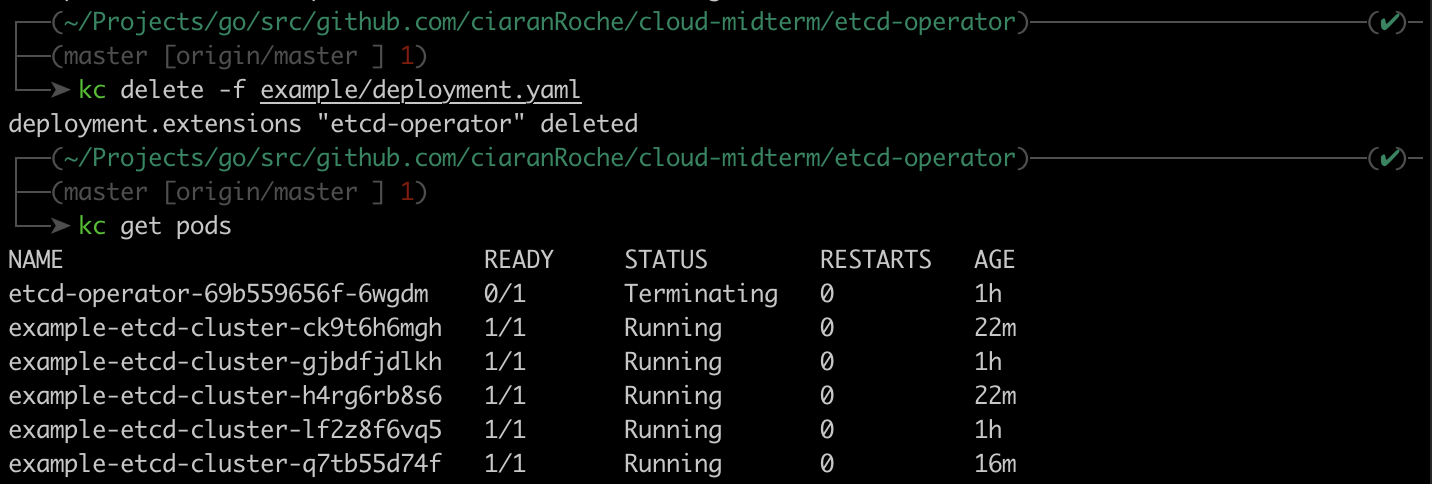 (~/Projects/go/src/github.com/ciaranRoche/cloud-midterm/etcd-operator) (✔)
(master [origin/master ] 1)
➤ kc delete -f example/deployment.yaml
deployment.extensions "etcd-operator" deleted
(~/Projects/go/src/github.com/ciaranRoche/cloud-midterm/etcd-operator) (✔)
(master [origin/master ] 1)
➤ kc get pods
NAME READY STATUS RESTARTS AGE
etcd-operator-69b559656f-6wgdm 0/1 Terminating 0 1h
example-etcd-cluster-ck9t6h6mgh 1/1 Running 0 22m
example-etcd-cluster-gjbdfjdlkh 1/1 Running 0 1h
example-etcd-cluster-h4rg6rb8s6 1/1 Running 0 22m
example-etcd-cluster-lf2z8f6vq5 1/1 Running 0 1h
example-etcd-cluster-q7tb55d74f 1/1 Running 0 16m